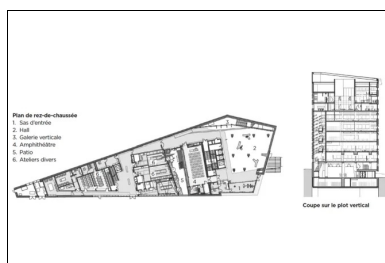 Plan de rez-de-chaussée
1. Sas d'entrée
2. Hall
3. Galerie verticale
4. Amphithéâtre
5. Patio
6. Ateliers divers
Coupe sur le plot vertical